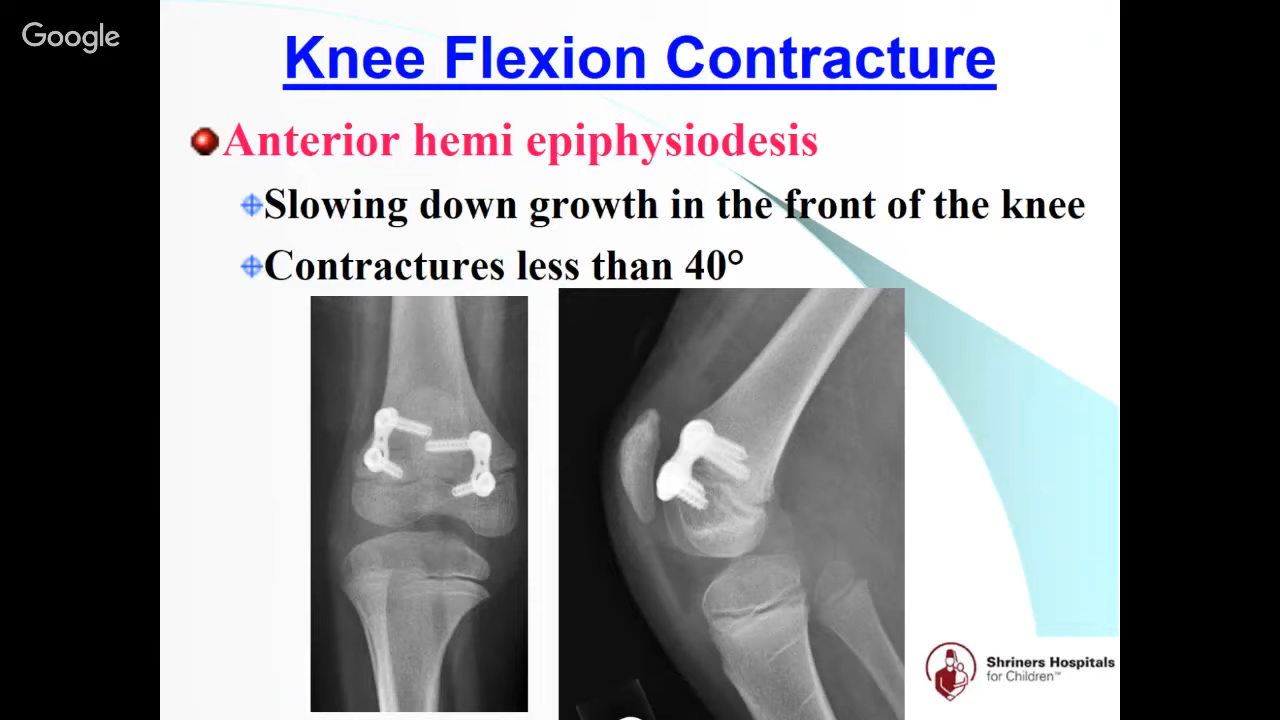 Google
Knee Flexion Contracture
Anterior hemi epiphysiodesis
Slowing down growth in the front of the knee
Contractures less than 40°
Shriners Hospitals
for Children™